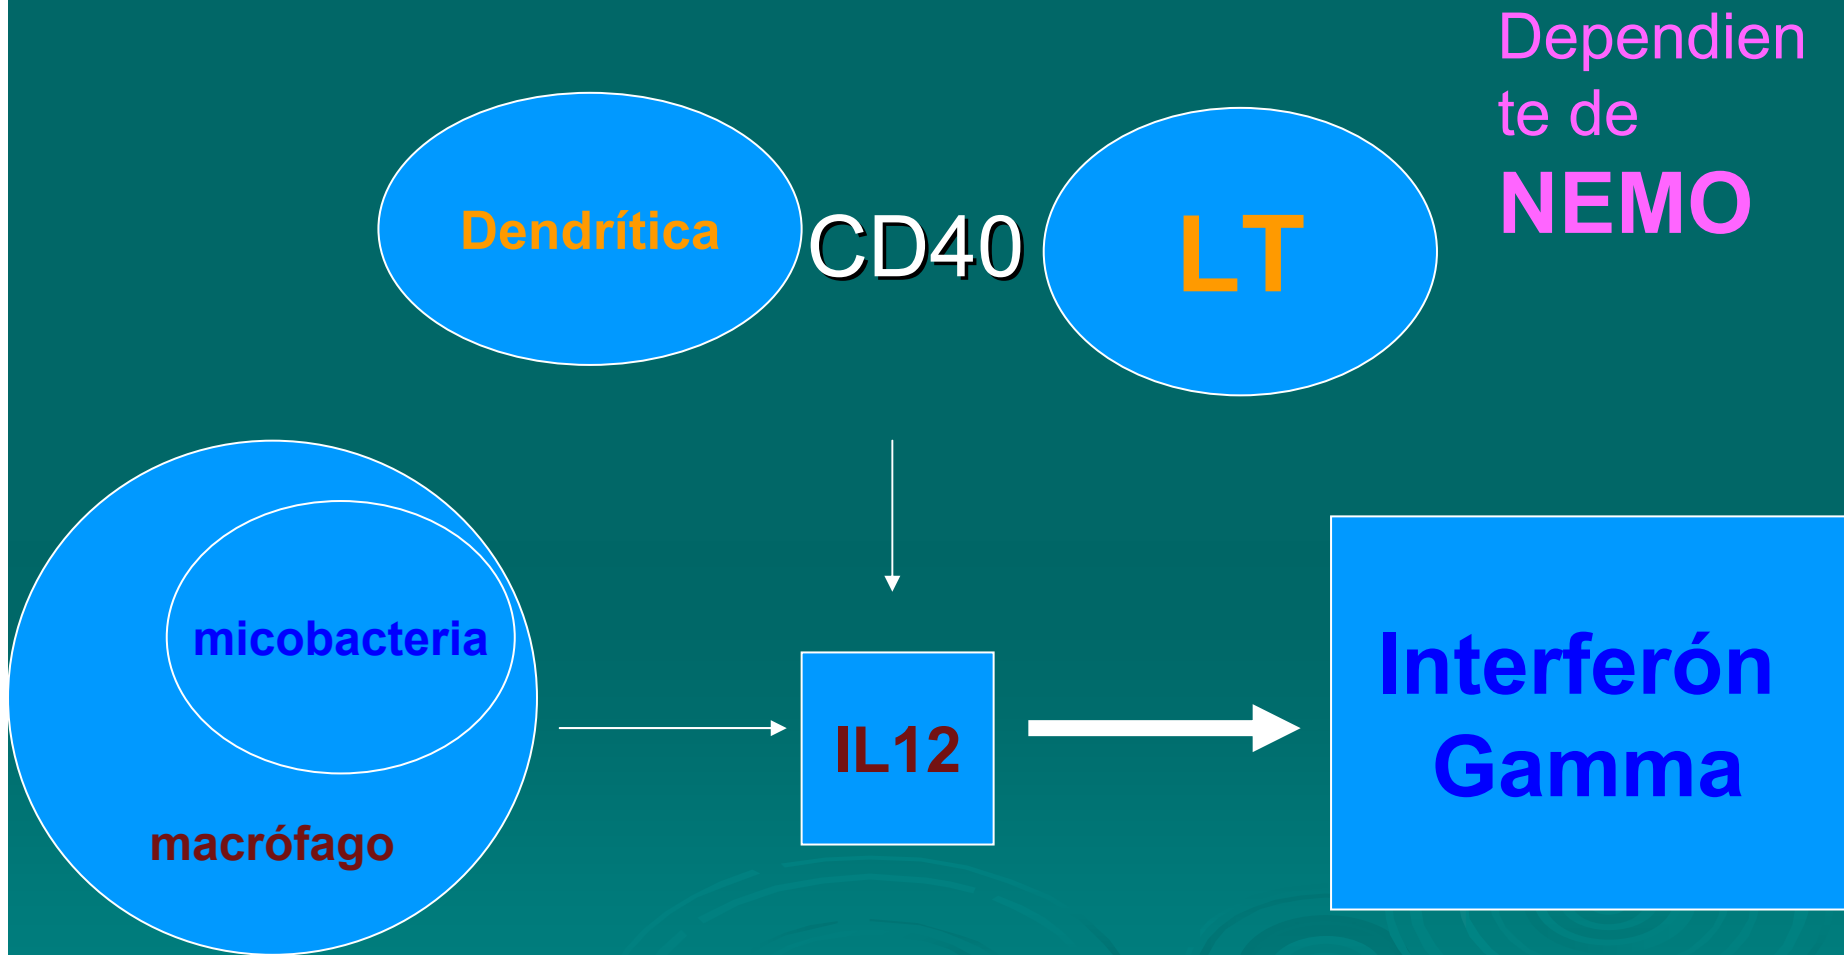 Dependien
te de
NEMO
Dendrítica
CD40
LT
micobacteria
macrófago
IL12
Interferón
Gamma